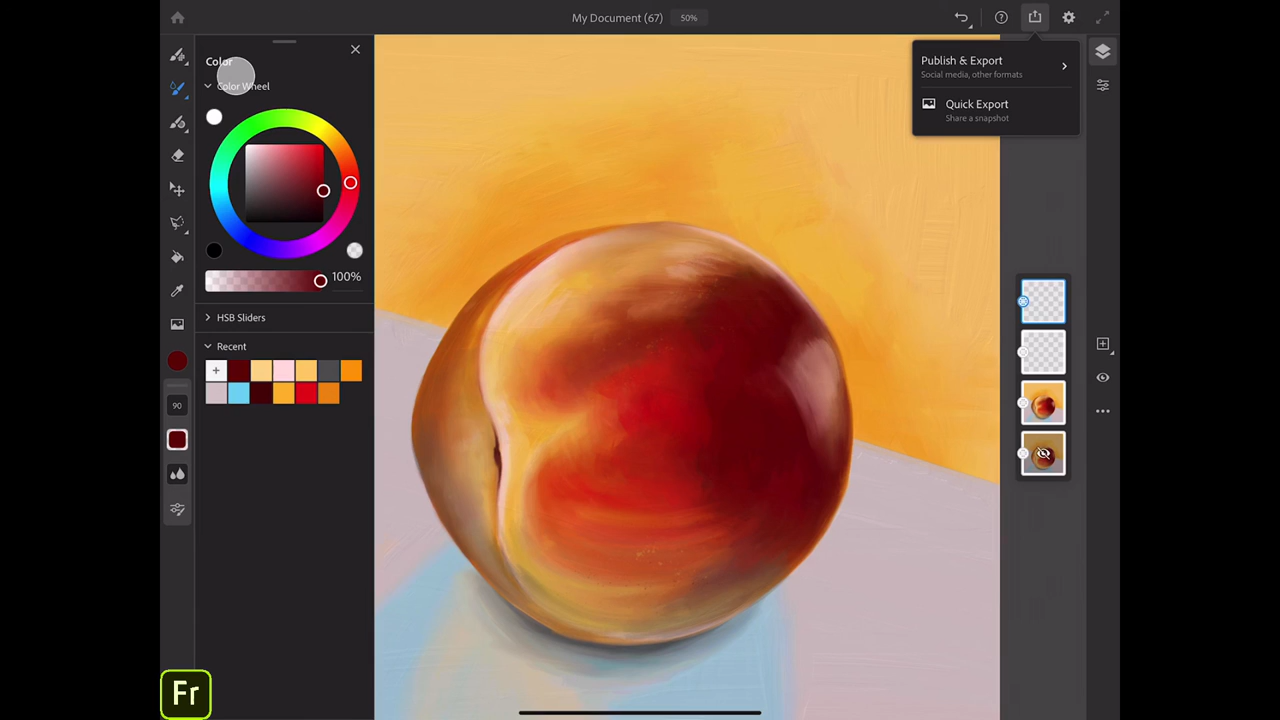 My Document (67)
50%
Color
Color Wheel
100%
HSB Sliders
Recent
90
Publish & Export
Social media, other formats
Quick Export
Share a snapshot
Fr